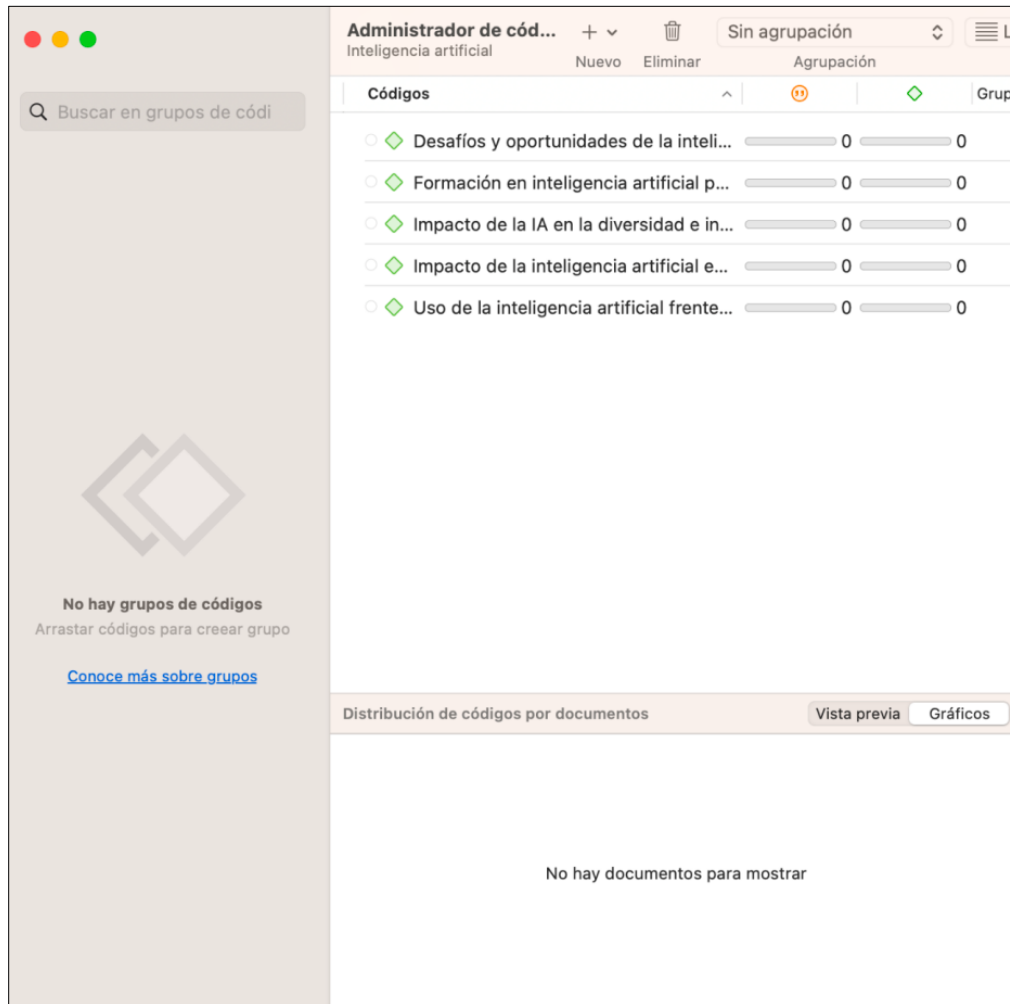 Administrador de cód...
Inteligencia artificial
Nuevo
Eliminar
Sin agrupación
Agrupación
L
Buscar en grupos de códi
Códigos
Grup
Desafíos y oportunidades de la inteli... 0 0
Formación en inteligencia artificial p... 0 0
Impacto de la IA en la diversidad e in... 0 0
Impacto de la inteligencia artificial e... 0 0
Uso de la inteligencia artificial frente... 0 0
No hay grupos de códigos
Arrastar códigos para creear grupo
Conoce más sobre grupos
Distribución de códigos por documentos
Vista previa
Gráficos
No hay documentos para mostrar